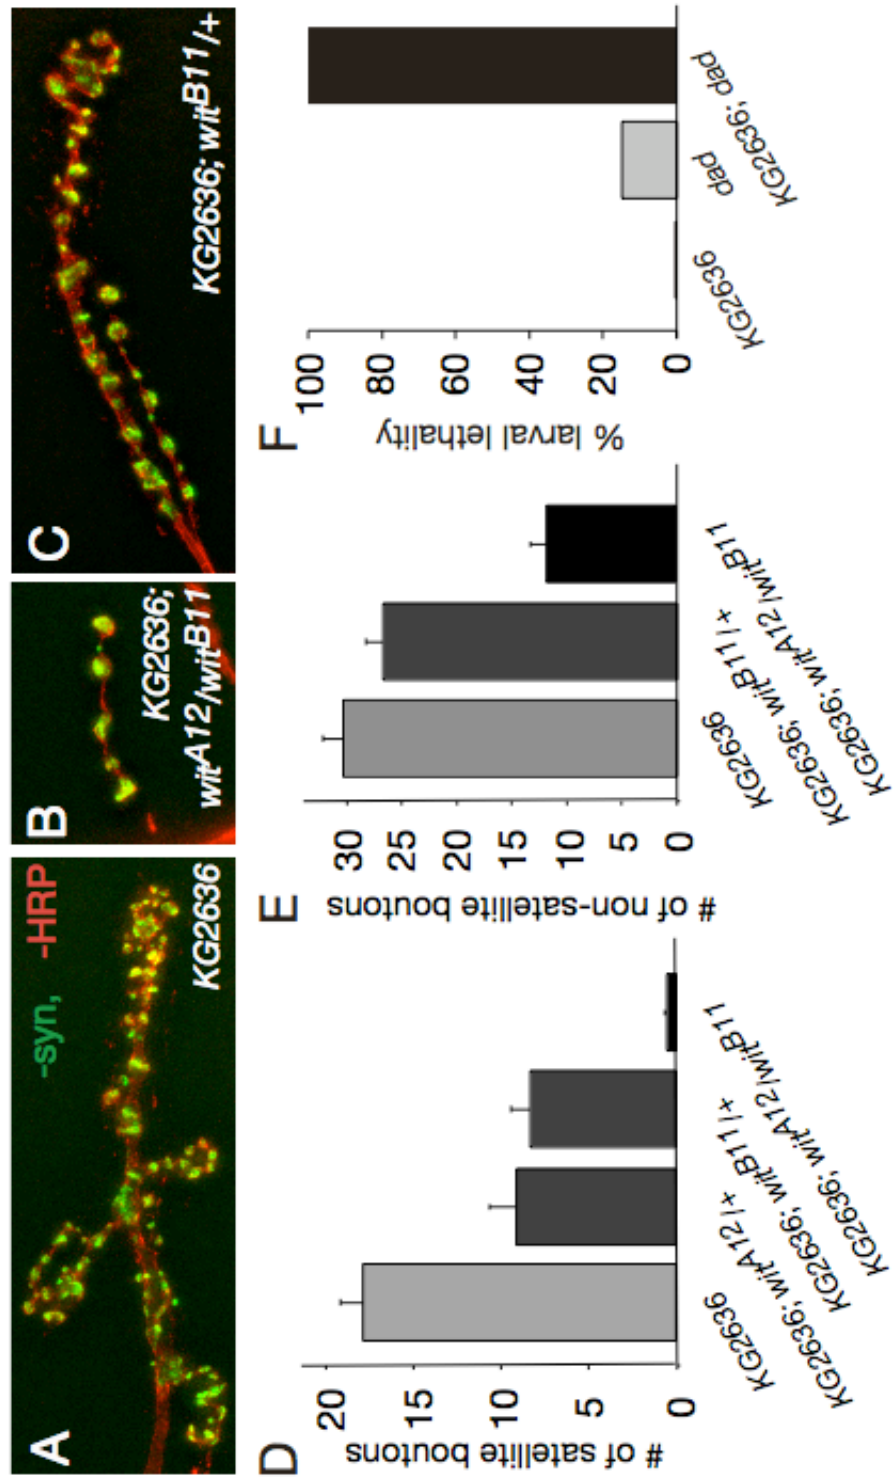 A
-syn, -HRP
KG2636
B
KG2636;
witA12/witB11
C
KG2636; witB11/+
D
# of satellite boutons
20
15
10
5
0
KG2636
KG2636; witA12/+
KG2636; witB11/+
KG2636; witA12/witB11
E
# of non-satellite boutons
30
25
20
15
10
5
0
KG2636
KG2636; witB11/+
KG2636; witA12/witB11
F
% larval lethality
100
80
60
40
20
0
KG2636
dad
KG2636; dad